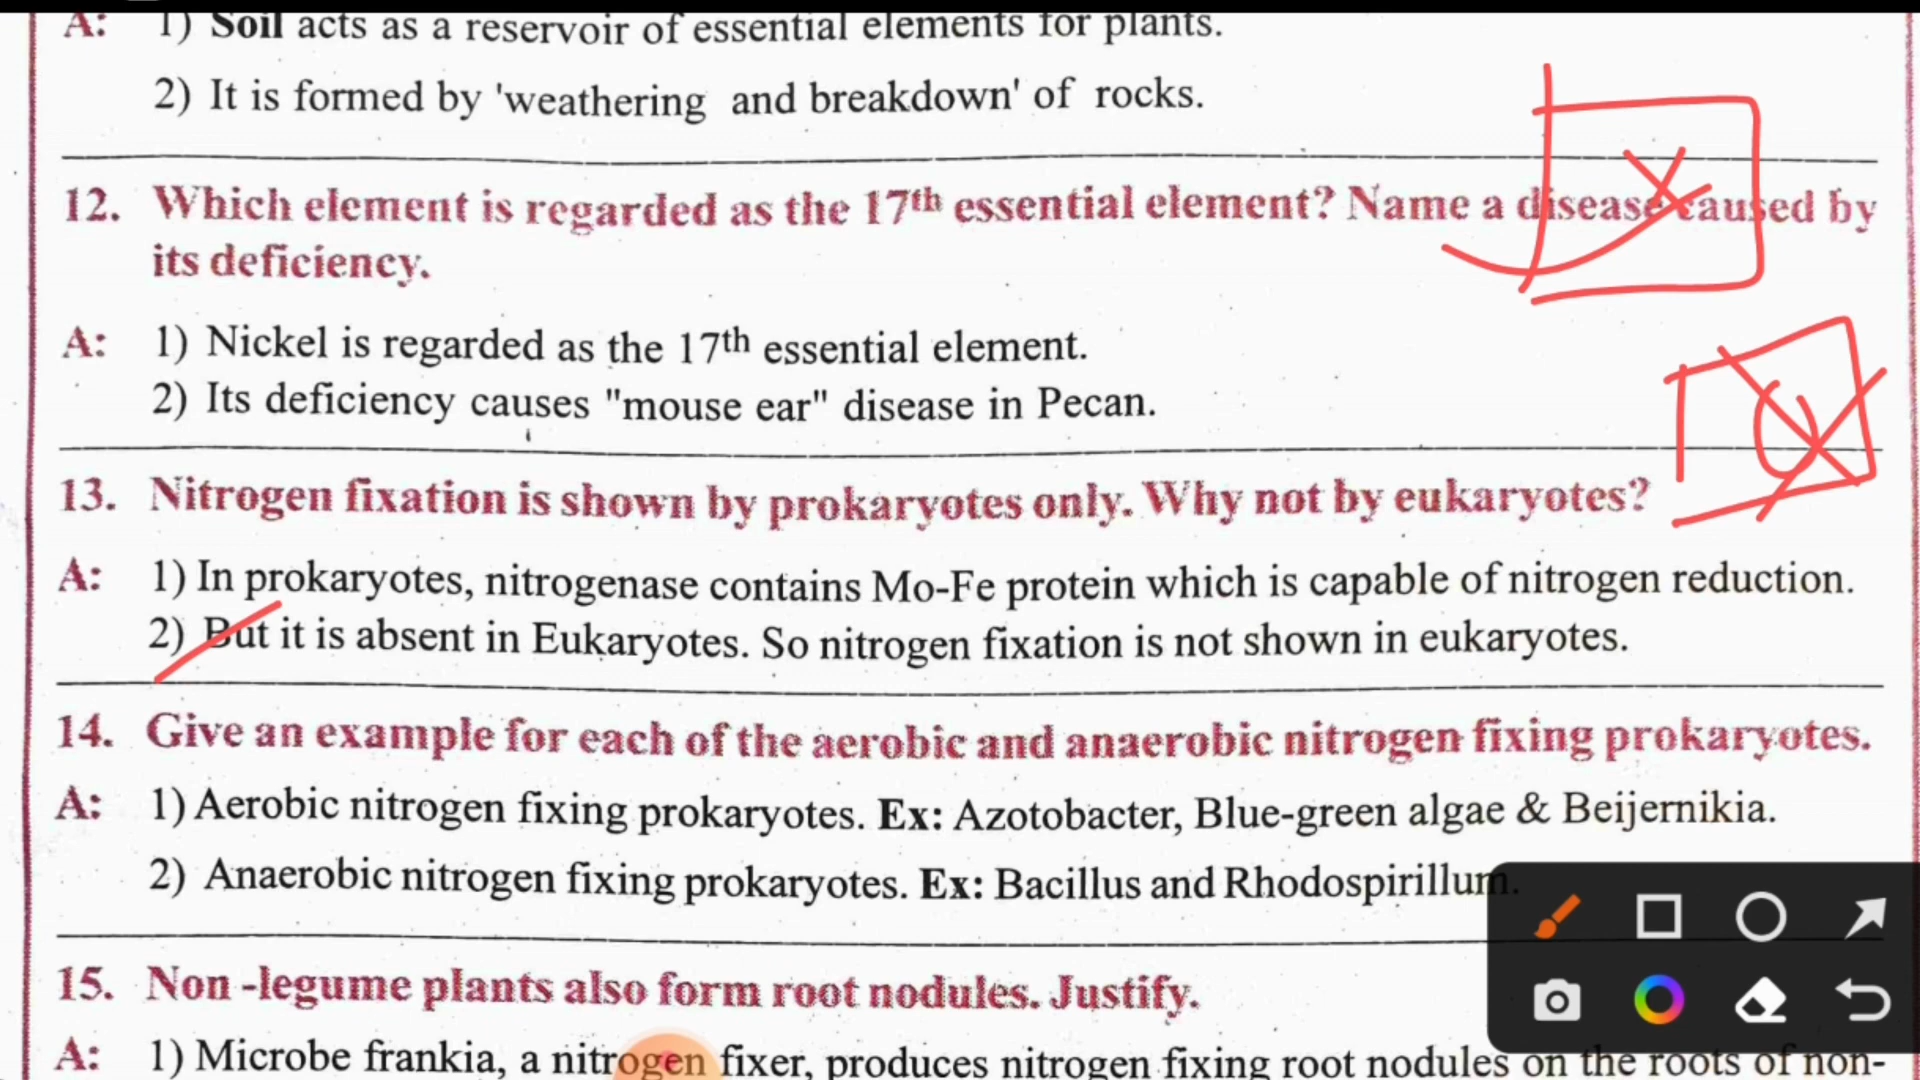 A: 1) Soil acts as a reservoir of essential elements for plants.
2) It is formed by 'weathering and breakdown' of rocks.
12. Which element is regarded as the 17th essential element? Name a disease caused by
its deficiency.
A: 1) Nickel is regarded as the 17th essential element.
2) Its deficiency causes "mouse ear" disease in Pecan.
13. Nitrogen fixation is shown by prokaryotes only. Why not by eukaryotes?
A: 1) In prokaryotes, nitrogenase contains Mo-Fe protein which is capable of nitrogen reduction.
2) But it is absent in Eukaryotes. So nitrogen fixation is not shown in eukaryotes.
14. Give an example for each of the aerobic and anaerobic nitrogen fixing prokaryotes.
A: 1) Aerobic nitrogen fixing prokaryotes. Ex: Azotobacter, Blue-green algae & Beijernikia.
2) Anaerobic nitrogen fixing prokaryotes. Ex: Bacillus and Rhodospirillum.
15. Non -legume plants also form root nodules. Justify.
A: 1) Microbe frankia, a nitrogen fixer, produces nitrogen fixing root nodules on the roots of non-